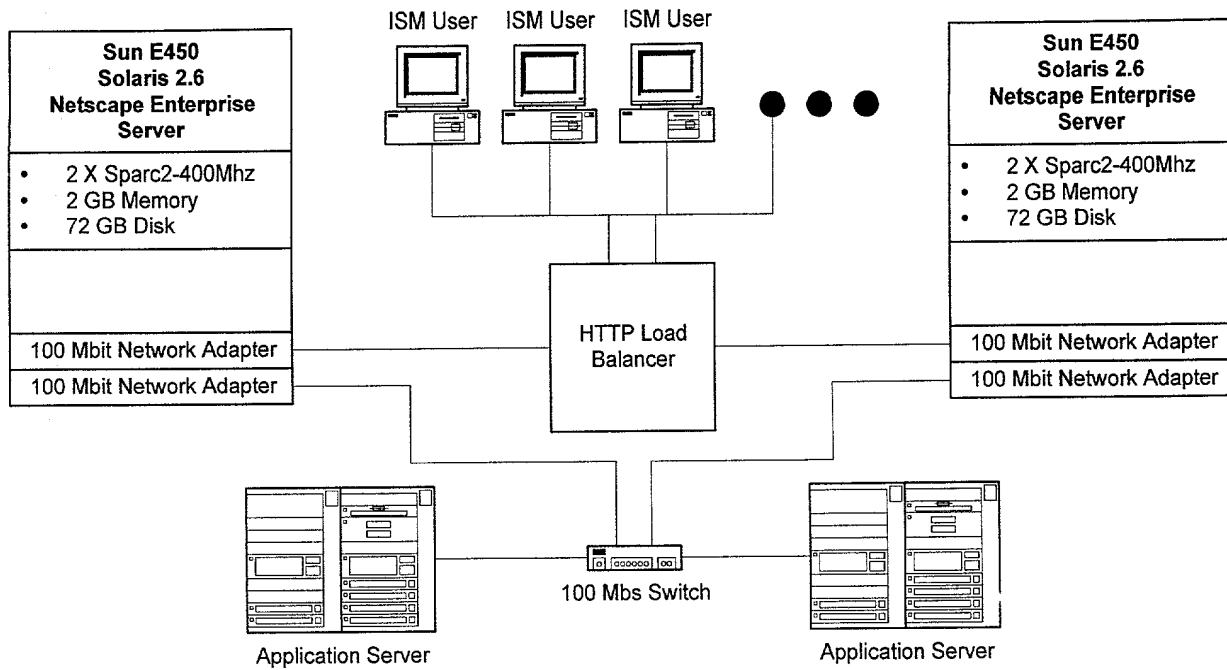 ISM User
ISM User
ISM User
Sun E450
Solaris 2.6
Netscape Enterprise
Server
• 2 X Sparc2-400Mhz
• 2 GB Memory
• 72 GB Disk
100 Mbit Network Adapter
100 Mbit Network Adapter
HTTP Load
Balancer
Sun E450
Solaris 2.6
Netscape Enterprise
Server
• 2 X Sparc2-400Mhz
• 2 GB Memory
• 72 GB Disk
100 Mbit Network Adapter
100 Mbit Network Adapter
100 Mbs Switch
Application Server
Application Server